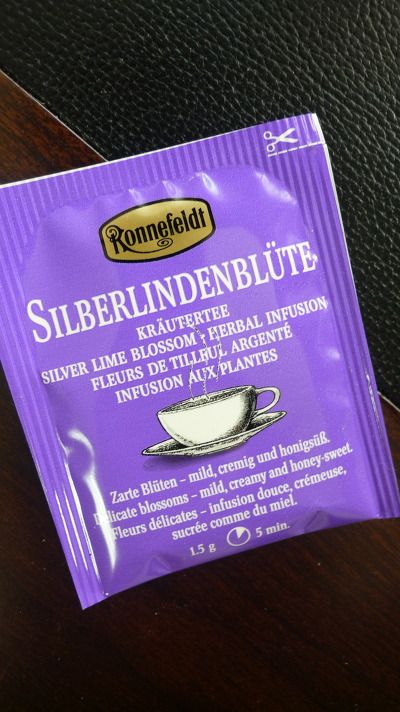 Ronnefeldt
SILBERLINDENBLÜTE
KRÄUTERTEE
SILVER LIME BLOSSOM · HERBAL INFUSION
FLEURS DE TILLEUL ARGENTÉ
INFUSION AUX PLANTES
Zarte Blüten – mild, cremig und honigsüß.
Delicate blossoms – mild, creamy and honey-sweet.
Fleurs délicates – infusion douce, crémeuse,
sucrée comme du miel.
1.5 g 5 min.